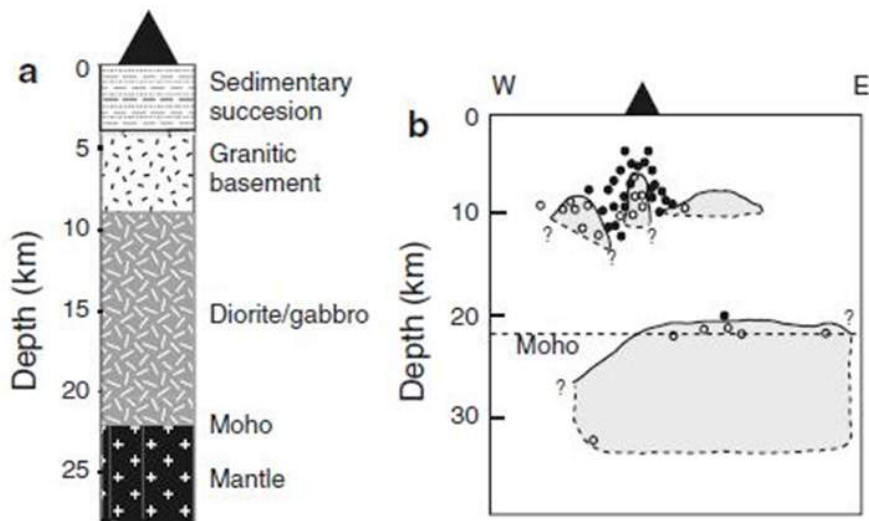 a
0
5
10
15
20
25
Depth (km)
Sedimentary
succesion
Granitic
basement
Diorite/gabbro
Moho
Mantle
b
W
E
0
10
20
30
Depth (km)
Moho
?
?
?
?
?
?